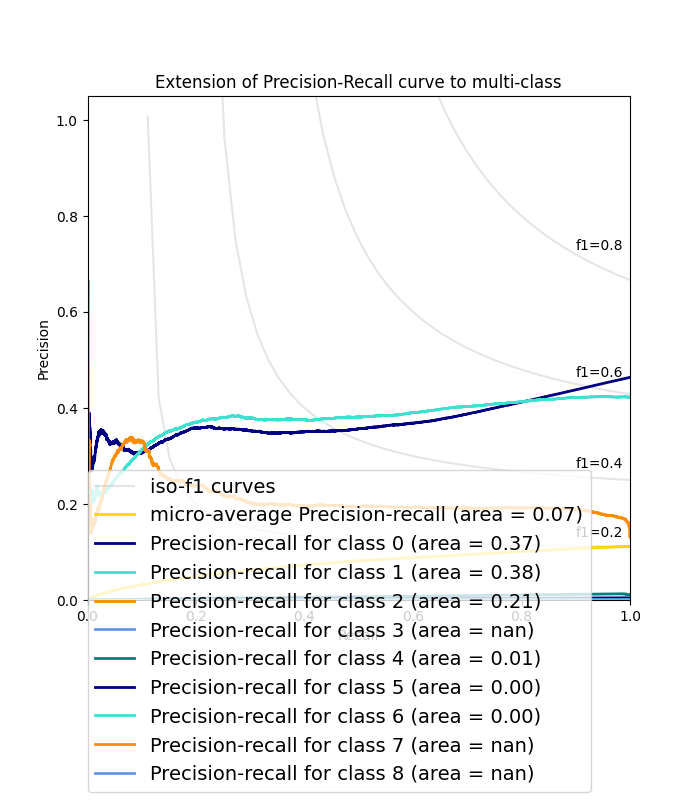 Extension of Precision-Recall curve to multi-class
Precision
1.0
0.8
0.6
0.4
0.2
0.0
f1=0.8
f1=0.6
f1=0.4
f1=0.2
0.0 0.2 0.4 0.6 0.8 1.0
Recall
iso-f1 curves
micro-average Precision-recall (area = 0.07)
Precision-recall for class 0 (area = 0.37)
Precision-recall for class 1 (area = 0.38)
Precision-recall for class 2 (area = 0.21)
Precision-recall for class 3 (area = nan)
Precision-recall for class 4 (area = 0.01)
Precision-recall for class 5 (area = 0.00)
Precision-recall for class 6 (area = 0.00)
Precision-recall for class 7 (area = nan)
Precision-recall for class 8 (area = nan)